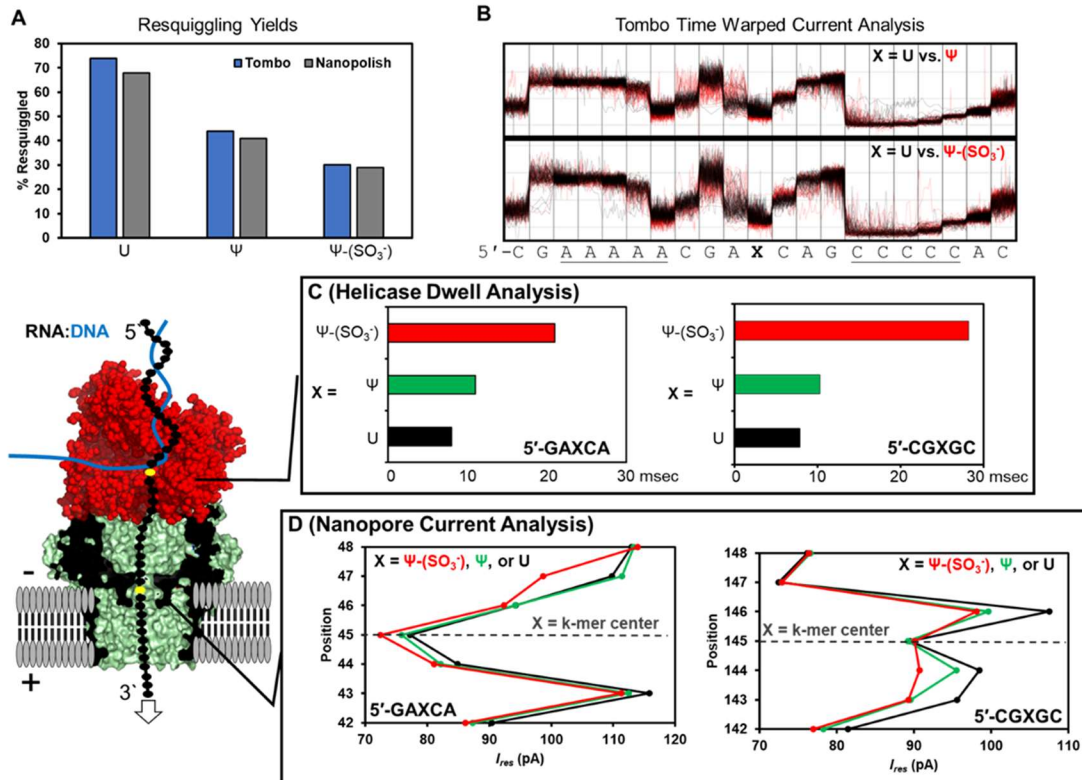 A
Resquiggling Yields
80
70
60
50
40
30
20
10
0
% Resquiggled
Tombo
Nanopolish
U
Ψ
Ψ-(SO₃⁻)
B
Tombo Time Warped Current Analysis
X = U vs. Ψ
X = U vs. Ψ-(SO₃⁻)
5′-C G A A A A A C G A X C A G C C C C C A C
RNA:DNA
5`
-
+
3`
C (Helicase Dwell Analysis)
Ψ-(SO₃⁻)
X = Ψ
U
5′-GAXCA
0 10 20 30 msec
Ψ-(SO₃⁻)
X = Ψ
U
5′-CGXGC
0 10 20 30 msec
D (Nanopore Current Analysis)
X = Ψ-(SO₃⁻), Ψ, or U
48
47
46
45
44
43
42
Position
X = k-mer center
5′-GAXCA
70 80 90 100 110 120
Ires (pA)
X = Ψ-(SO₃⁻), Ψ, or U
148
147
146
145
144
143
142
Position
X = k-mer center
5′-CGXGC
70 80 90 100 110
Ires (pA)